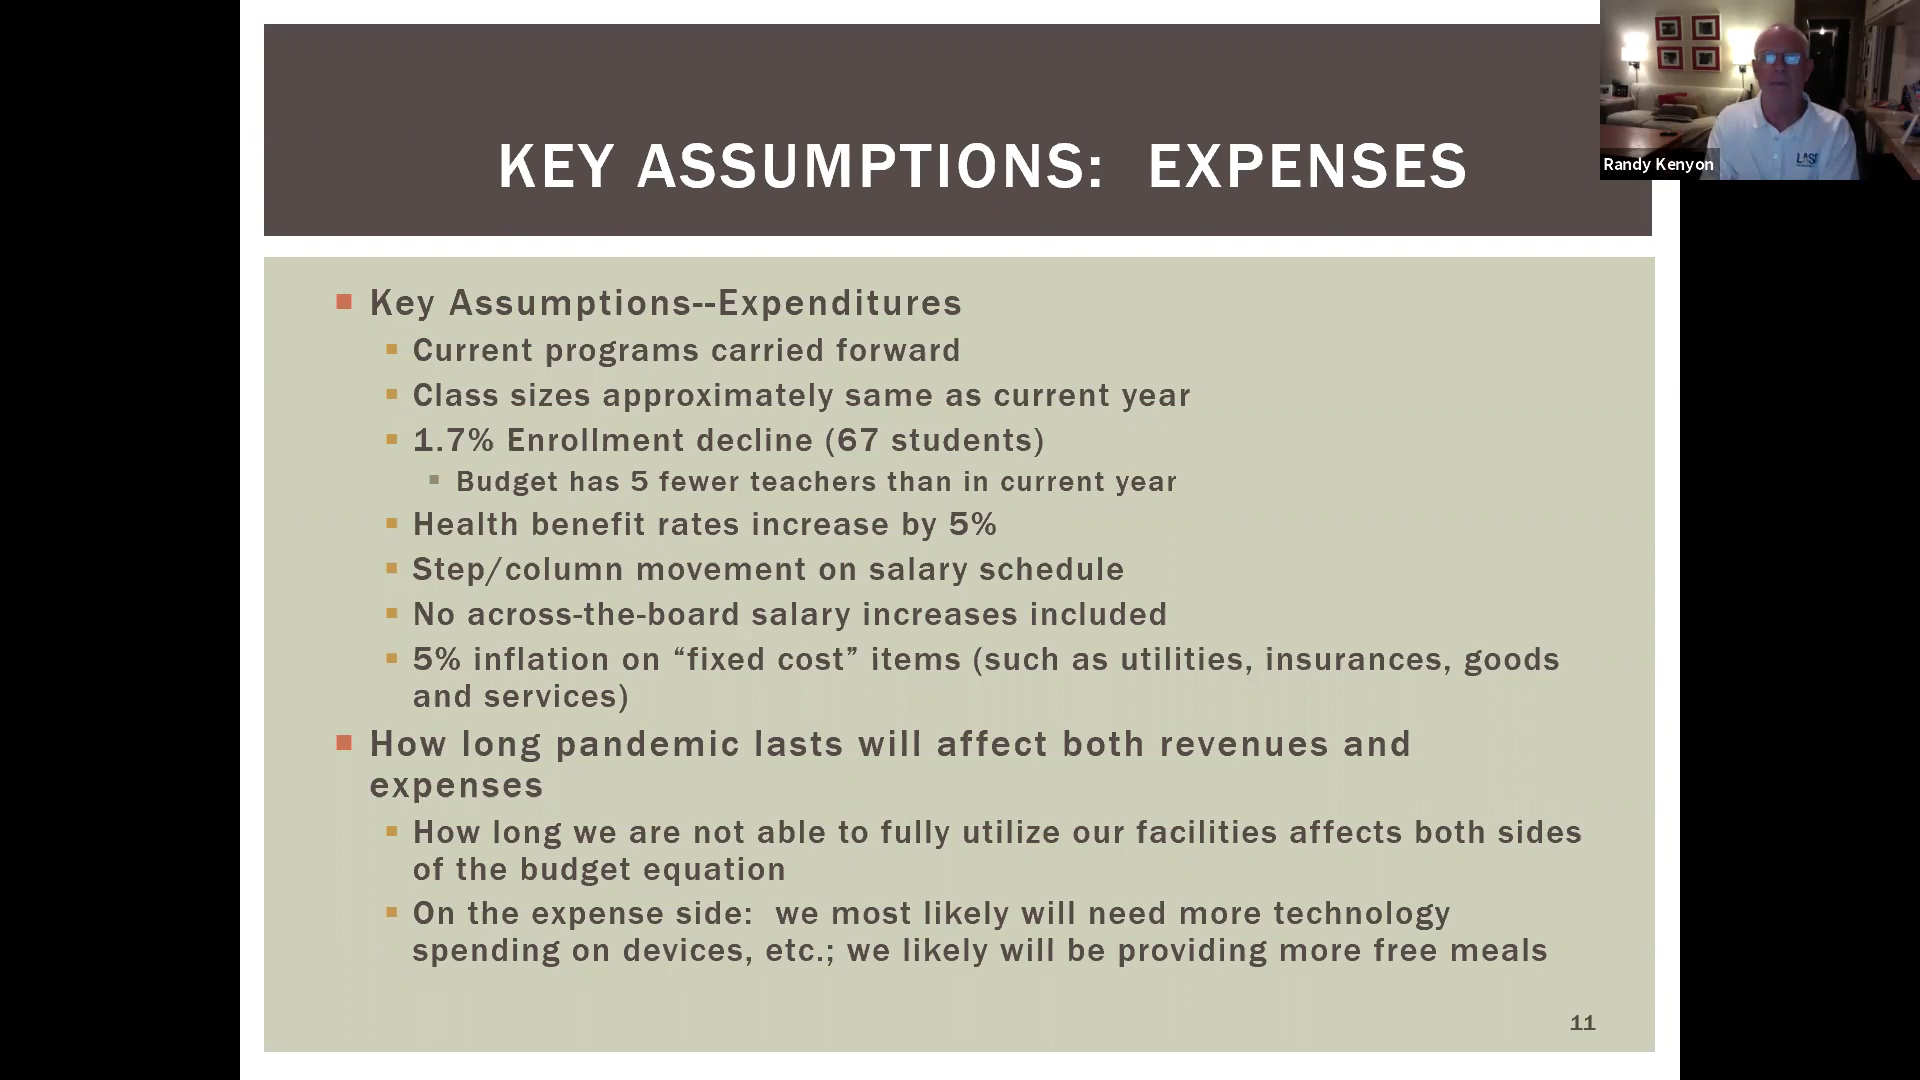 KEY ASSUMPTIONS: EXPENSES
Randy Kenyon
Key Assumptions--Expenditures
Current programs carried forward
Class sizes approximately same as current year
1.7% Enrollment decline (67 students)
Budget has 5 fewer teachers than in current year
Health benefit rates increase by 5%
Step/column movement on salary schedule
No across-the-board salary increases included
5% inflation on “fixed cost” items (such as utilities, insurances, goods
and services)
How long pandemic lasts will affect both revenues and
expenses
How long we are not able to fully utilize our facilities affects both sides
of the budget equation
On the expense side: we most likely will need more technology
spending on devices, etc.; we likely will be providing more free meals
11